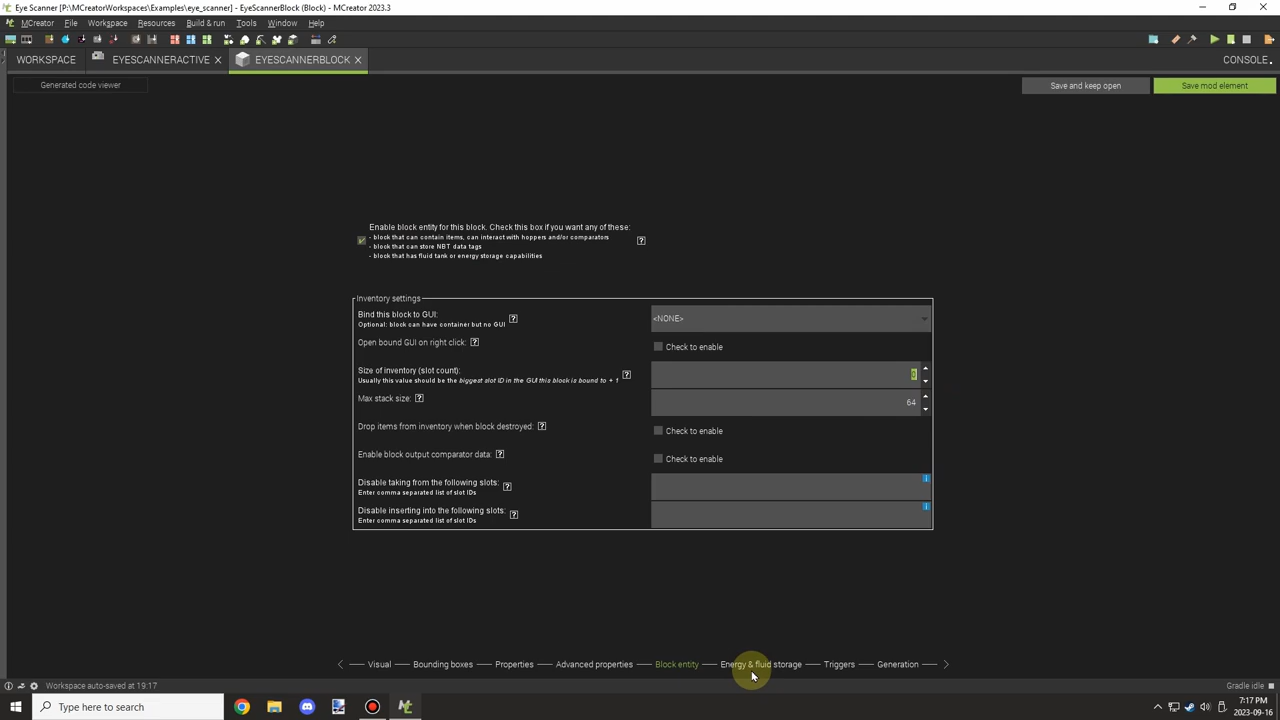 Eye Scanner [P:\MCreatorWorkspaces\Examples\eye_scanner] - EyeScannerBlock (Block) - MCreator 2023.3
MCreator File Workspace Resources Build & run Tools Window Help
WORKSPACE EYESCANNERACTIVE EYESCANNERBLOCK CONSOLE
Generated code viewer
Save and keep open
Save mod element
Enable block entity for this block. Check this box if you want any of these:
- block that can contain items, can interact with hoppers and/or comparators
- block that can store NBT data tags
- block that has fluid tank or energy storage capabilities
Inventory settings
Bind this block to GUI:
Optional: block can have container but no GUI
<NONE>
Open bound GUI on right click:
Check to enable
Size of inventory (slot count):
Usually this value should be the biggest slot ID in the GUI this block is bound to + 1
0
Max stack size:
64
Drop items from inventory when block destroyed:
Check to enable
Enable block output comparator data:
Check to enable
Disable taking from the following slots:
Enter comma separated list of slot IDs
Disable inserting into the following slots:
Enter comma separated list of slot IDs
Visual Bounding boxes Properties Advanced properties Block entity Energy & fluid storage Triggers Generation
Workspace auto-saved at 19:17
Gradle idle
Type here to search
7:17 PM
2023-09-16